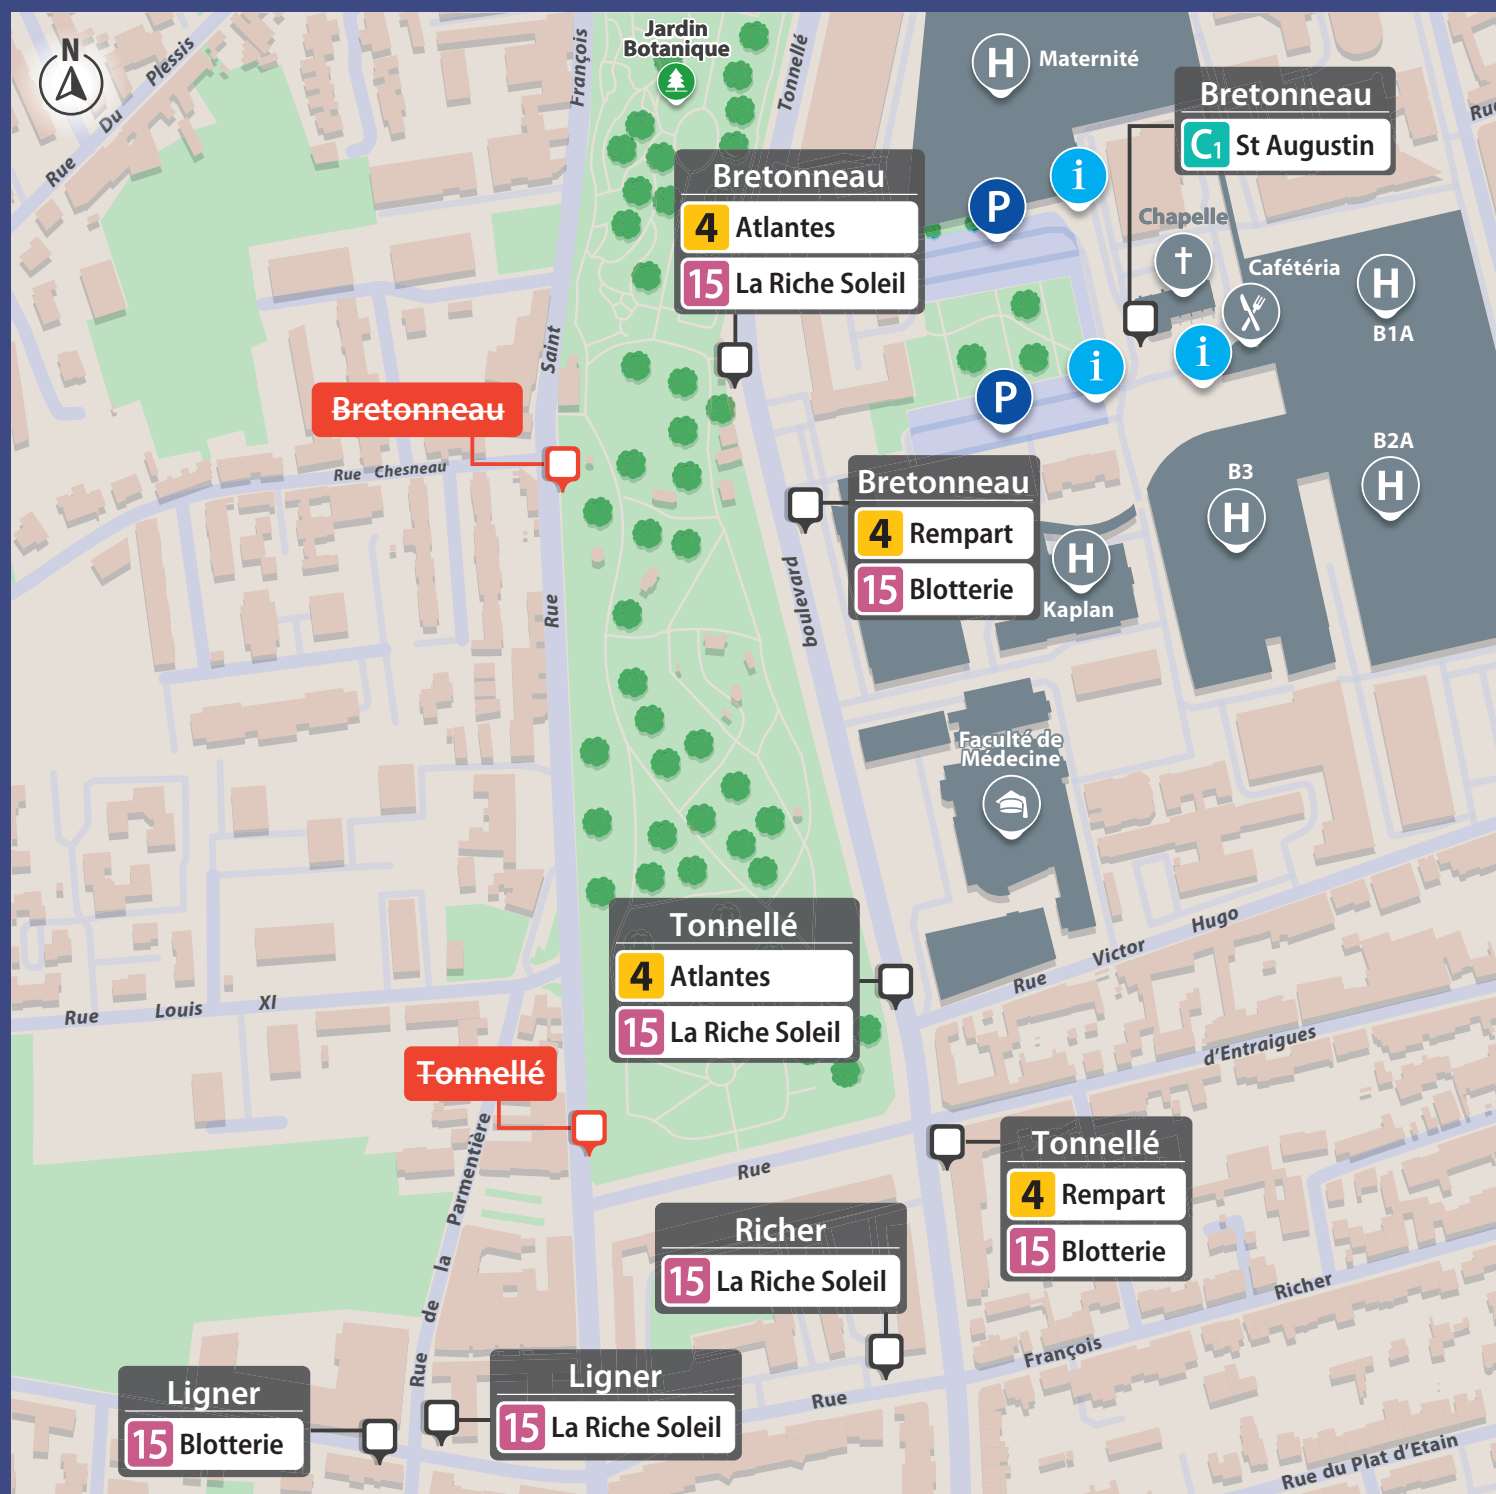 N
Rue Du Plessis
François
Jardin
Botanique
Tonnellé
H
Maternité
Bretonneau
C1 St Augustin
Rue
Bretonneau
4 Atlantes
15 La Riche Soleil
P
i
Chapelle
Cafétéria
H
B1A
Saint
i
i
P
Bretonneau
Rue Chesneau
B2A
H
B3
H
Bretonneau
4 Rempart
15 Blotterie
H
Kaplan
boulevard
Rue
Faculté de
Médecine
Tonnellé
4 Atlantes
15 La Riche Soleil
Rue Victor Hugo
Rue Louis XI
d'Entraigues
Tonnellé
Rue
Tonnellé
4 Rempart
15 Blotterie
Rue de la Parmentière
Richer
15 La Riche Soleil
Rue François Richer
Ligner
15 Blotterie
Ligner
15 La Riche Soleil
Rue du Plat d'Etain